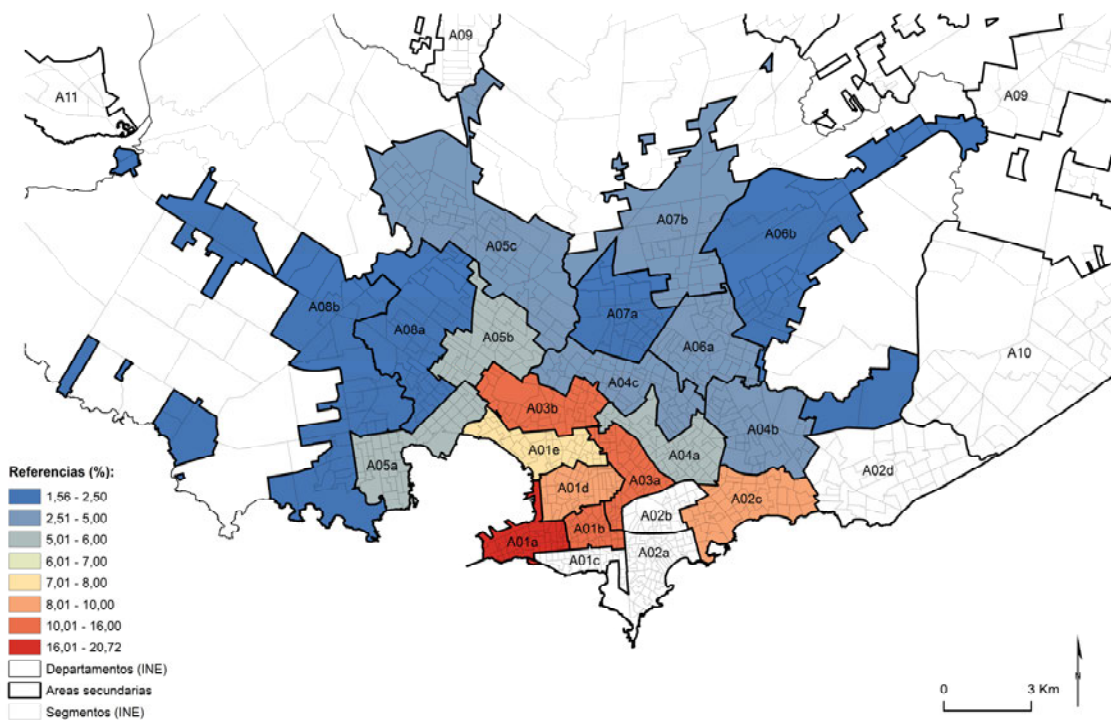 A09
A11
A09
A07b
A06b
A05c
A08b
A07a
A08a
A05b
A06a
A10
A04c
A03b
A04b
A01e
A04a
A05a
A03a
A02d
A01d
A02c
A02b
A01b
A01a
A02a
A01c
Referencias (%):
1,56 - 2,50
2,51 - 5,00
5,01 - 6,00
6,01 - 7,00
7,01 - 8,00
8,01 - 10,00
10,01 - 16,00
16,01 - 20,72
Departamentos (INE)
Areas secundarias
Segmentos (INE)
N
0 3 Km